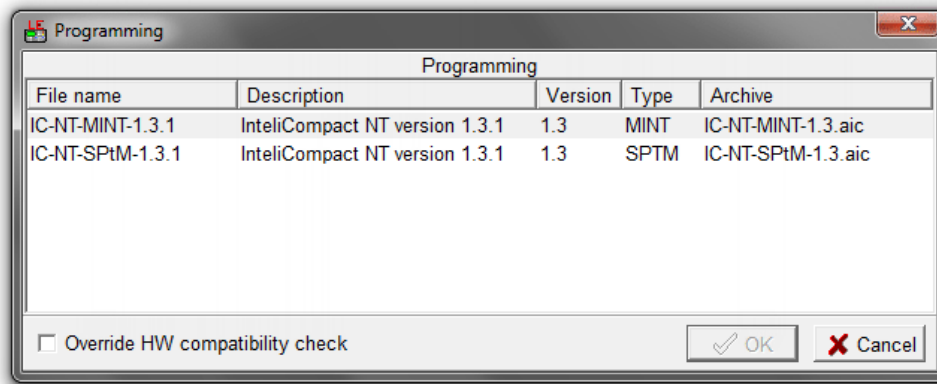 Programming
Programming
File name Description Version Type Archive
IC-NT-MINT-1.3.1 InteliCompact NT version 1.3.1 1.3 MINT IC-NT-MINT-1.3.aic
IC-NT-SPtM-1.3.1 InteliCompact NT version 1.3.1 1.3 SPTM IC-NT-SPtM-1.3.aic
Override HW compatibility check OK Cancel